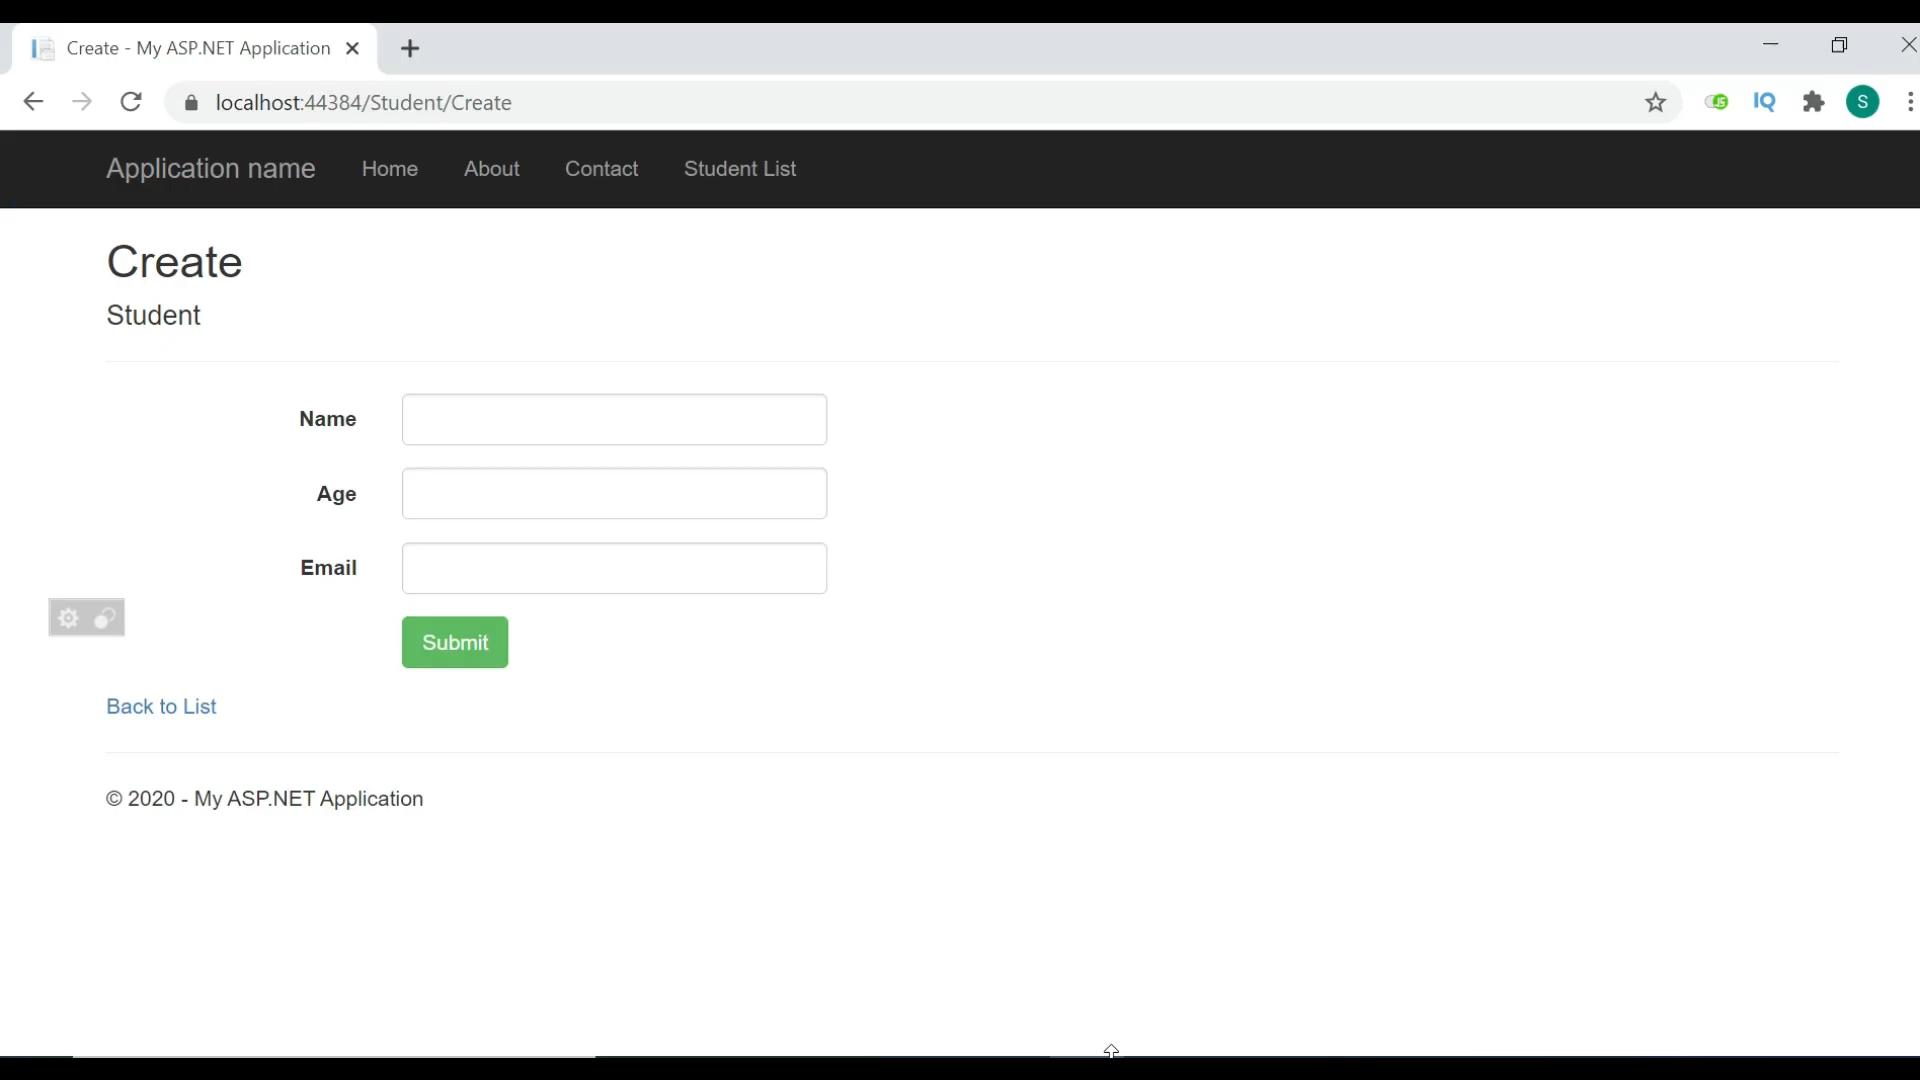 Create - My ASP.NET Application
localhost:44384/Student/Create
JS
IQ
S
Application name Home About Contact Student List
Create
Student
Name
Age
Email
Submit
Back to List
© 2020 - My ASP.NET Application